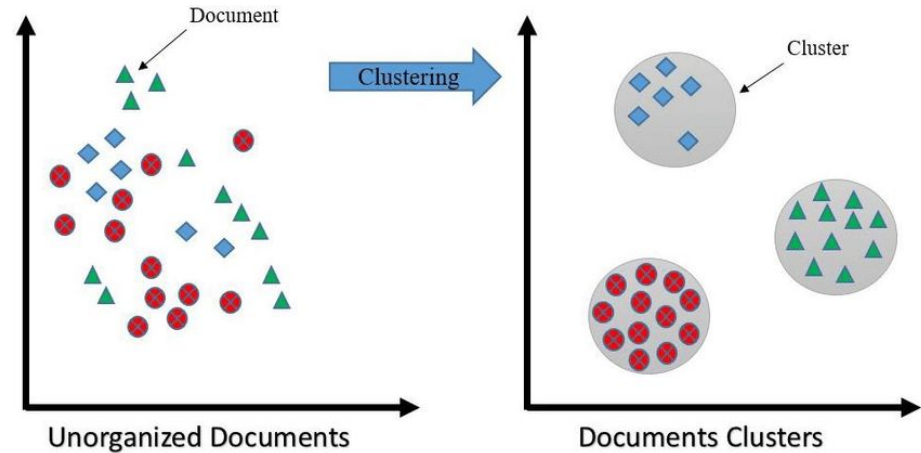 Document
Clustering
Cluster
Unorganized Documents
Documents Clusters